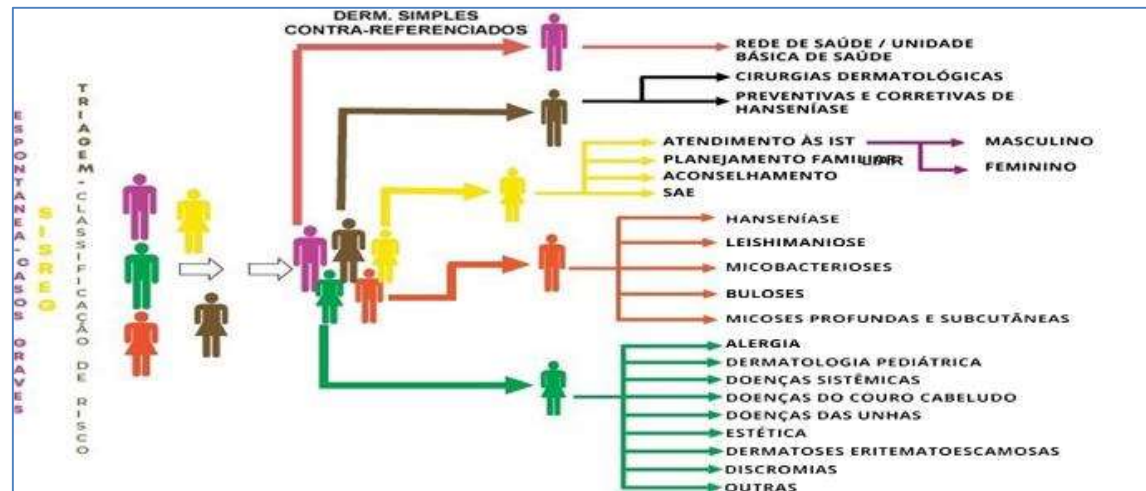 DERM. SIMPLES
CONTRA-REFERENCIADOS
ESPONTANEA-CASOS GRAVES
SISREG
TRIAGEM-CLASSIFICAÇÃO DE RISCO
REDE DE SAÚDE / UNIDADE
BÁSICA DE SAÚDE
CIRURGIAS DERMATOLÓGICAS
PREVENTIVAS E CORRETIVAS DE
HANSENÍASE
ATENDIMENTO ÀS IST
PLANEJAMENTO
ACONSELHAMENTO
SAE
MASCULINO
FEMININO
HANSENÍASE
LEISHIMANIOSE
MICOBACTERIOSES
BULOSES
MICOSES PROFUNDAS E SUBCUTÂNEAS
ALERGIA
DERMATOLOGIA PEDIÁTRICA
DOENÇAS SISTÊMICAS
DOENÇAS DO COURO CABELUDO
DOENÇAS DAS UNHAS
ESTÉTICA
DERMATOSES ERITEMATOESCAMOSAS
DISCROMIAS
OUTRAS